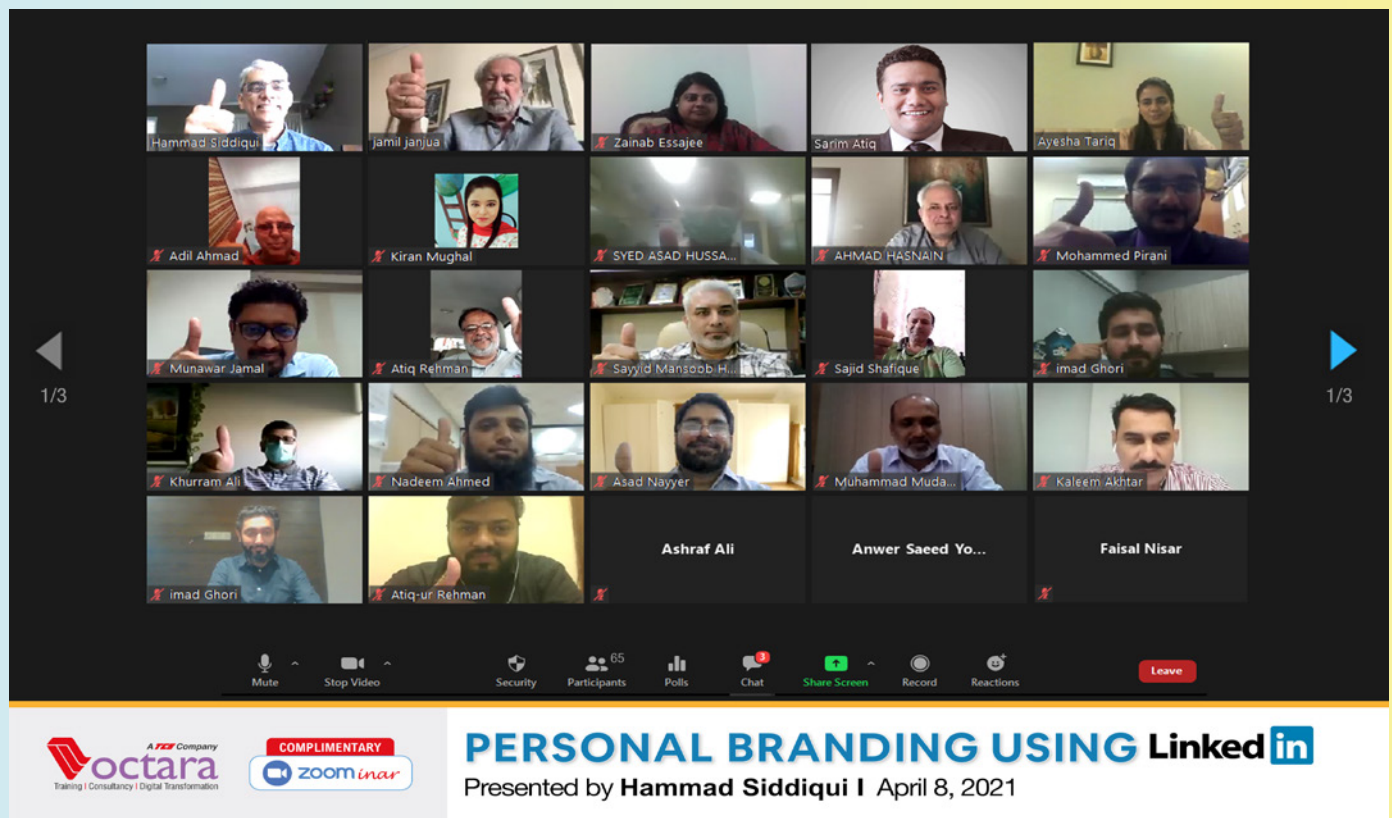 Hammad Siddiqui
jamil janjua
Zainab Essajee
Sarim Atiq
Ayesha Tariq
Adil Ahmad
Kiran Mughal
SYED ASAD HUSSA...
AHMAD HASNAIN
Mohammed Pirani
Munawar Jamal
Atiq Rehman
Sayyid Mansoob H...
Sajid Shafique
imad Ghori
Khurram Ali
Nadeem Ahmed
Asad Nayyer
Muhammad Muda...
Kaleem Akhtar
imad Ghori
Atiq-ur Rehman
Ashraf Ali
Anwer Saeed Yo...
Faisal Nisar
1/3
1/3
Mute
Stop Video
Security
65
Participants
Polls
3
Chat
Share Screen
Record
Reactions
Leave
A TCS Company
octara
Training | Consultancy | Digital Transformation
COMPLIMENTARY
zoom inar
PERSONAL BRANDING USING Linked in
Presented by Hammad Siddiqui I April 8, 2021